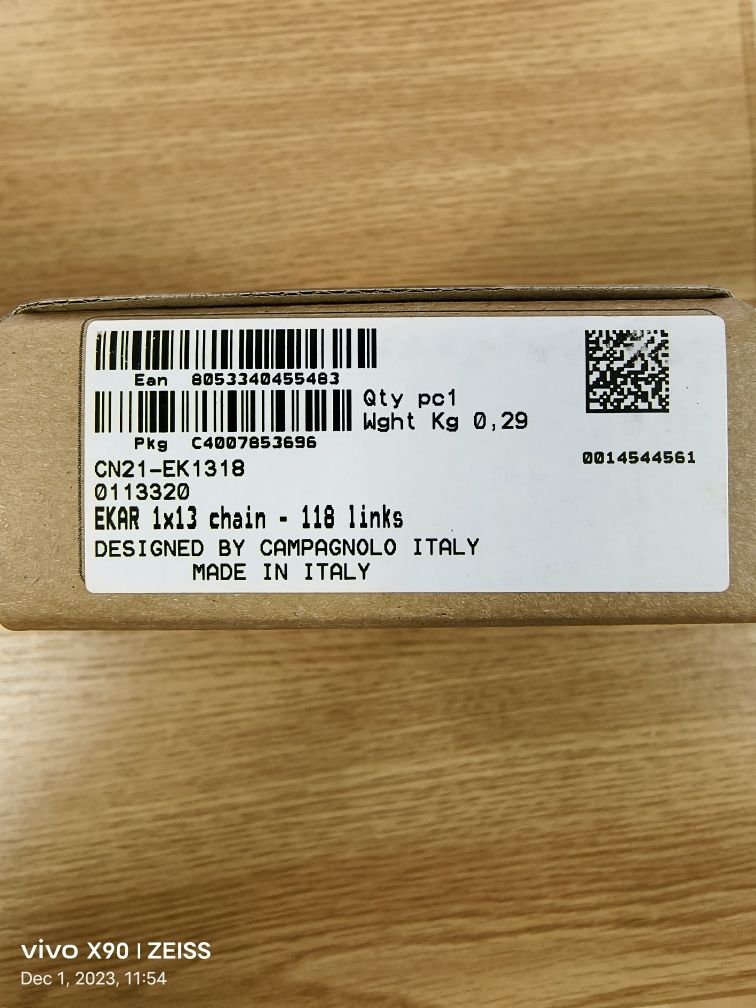 Ean 8053340455483
Pkg C4007853696
Qty pc1
Wght Kg 0,29
0014544561
CN21-EK1318
0113320
EKAR 1x13 chain - 118 links
DESIGNED BY CAMPAGNOLO ITALY
MADE IN ITALY
vivo X90 | ZEISS
Dec 1, 2023, 11:54